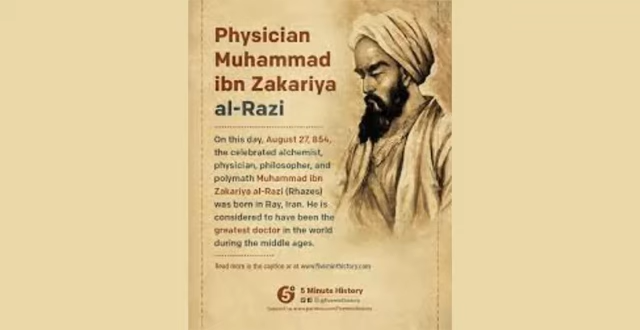 Physician
Muhammad
ibn Zakariya
al-Razi
On this day, August 27, 854,
the celebrated alchemist,
physician, philosopher, and
polymath Muhammad ibn
Zakariya al-Razi (Rhazes)
was born in Ray, Iran. He is
considered to have been the
greatest doctor in the world
during the middle ages.
Read more in the caption or at www.fiveminhistory.com
5 Minute History